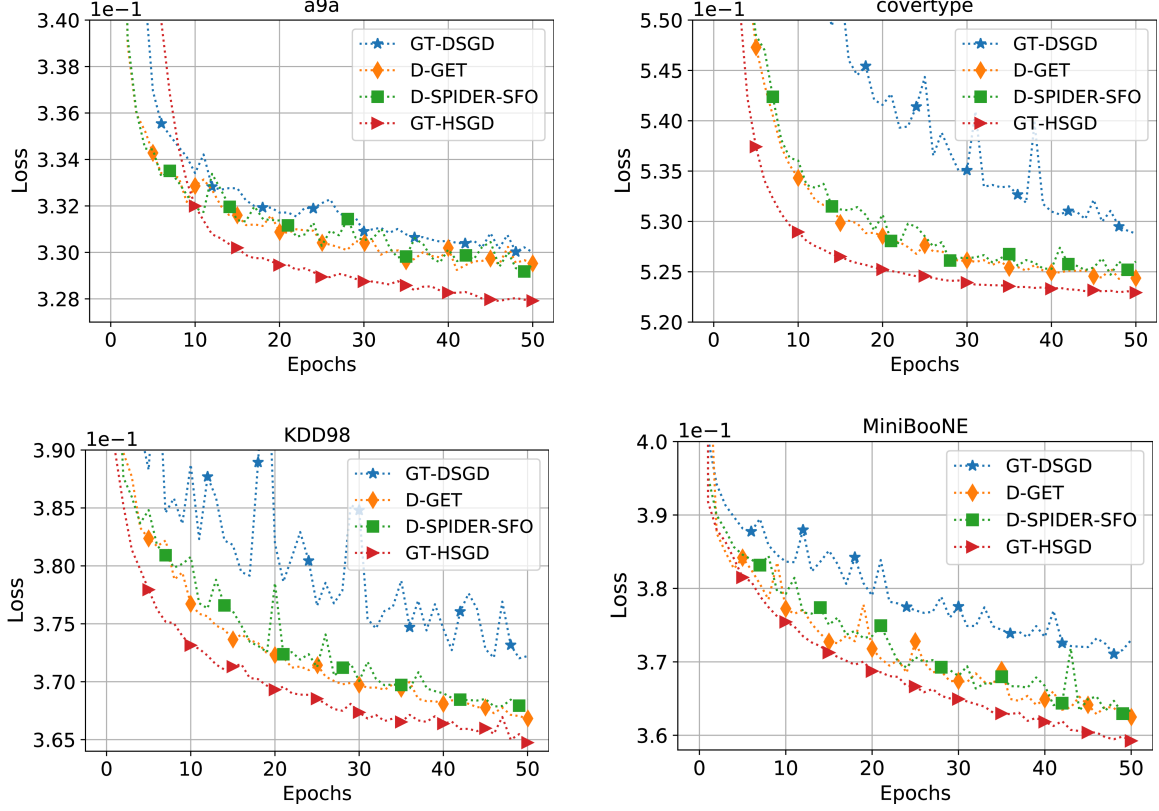 a9a
1e−1
3.40
3.38
3.36
3.34
3.32
3.30
3.28
Loss
GT-DSGD
D-GET
D-SPIDER-SFO
GT-HSGD
0 10 20 30 40 50
Epochs
covertype
1e−1
5.50
5.45
5.40
5.35
5.30
5.25
5.20
Loss
GT-DSGD
D-GET
D-SPIDER-SFO
GT-HSGD
0 10 20 30 40 50
Epochs
KDD98
1e−1
3.90
3.85
3.80
3.75
3.70
3.65
Loss
GT-DSGD
D-GET
D-SPIDER-SFO
GT-HSGD
0 10 20 30 40 50
Epochs
MiniBooNE
1e−1
4.0
3.9
3.8
3.7
3.6
Loss
GT-DSGD
D-GET
D-SPIDER-SFO
GT-HSGD
0 10 20 30 40 50
Epochs